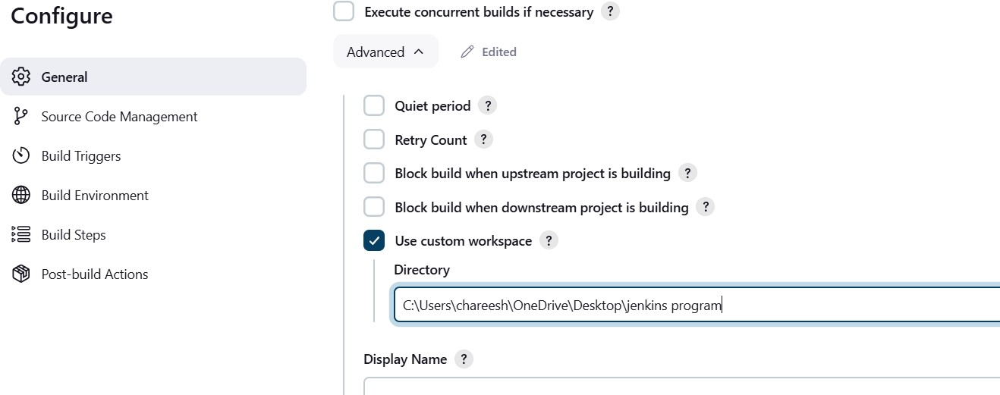 Configure
General
Source Code Management
Build Triggers
Build Environment
Build Steps
Post-build Actions
Execute concurrent builds if necessary ?
Advanced Edited
Quiet period ?
Retry Count ?
Block build when upstream project is building ?
Block build when downstream project is building ?
Use custom workspace ?
Directory
C:\Users\chareesh\OneDrive\Desktop\jenkins program
Display Name ?